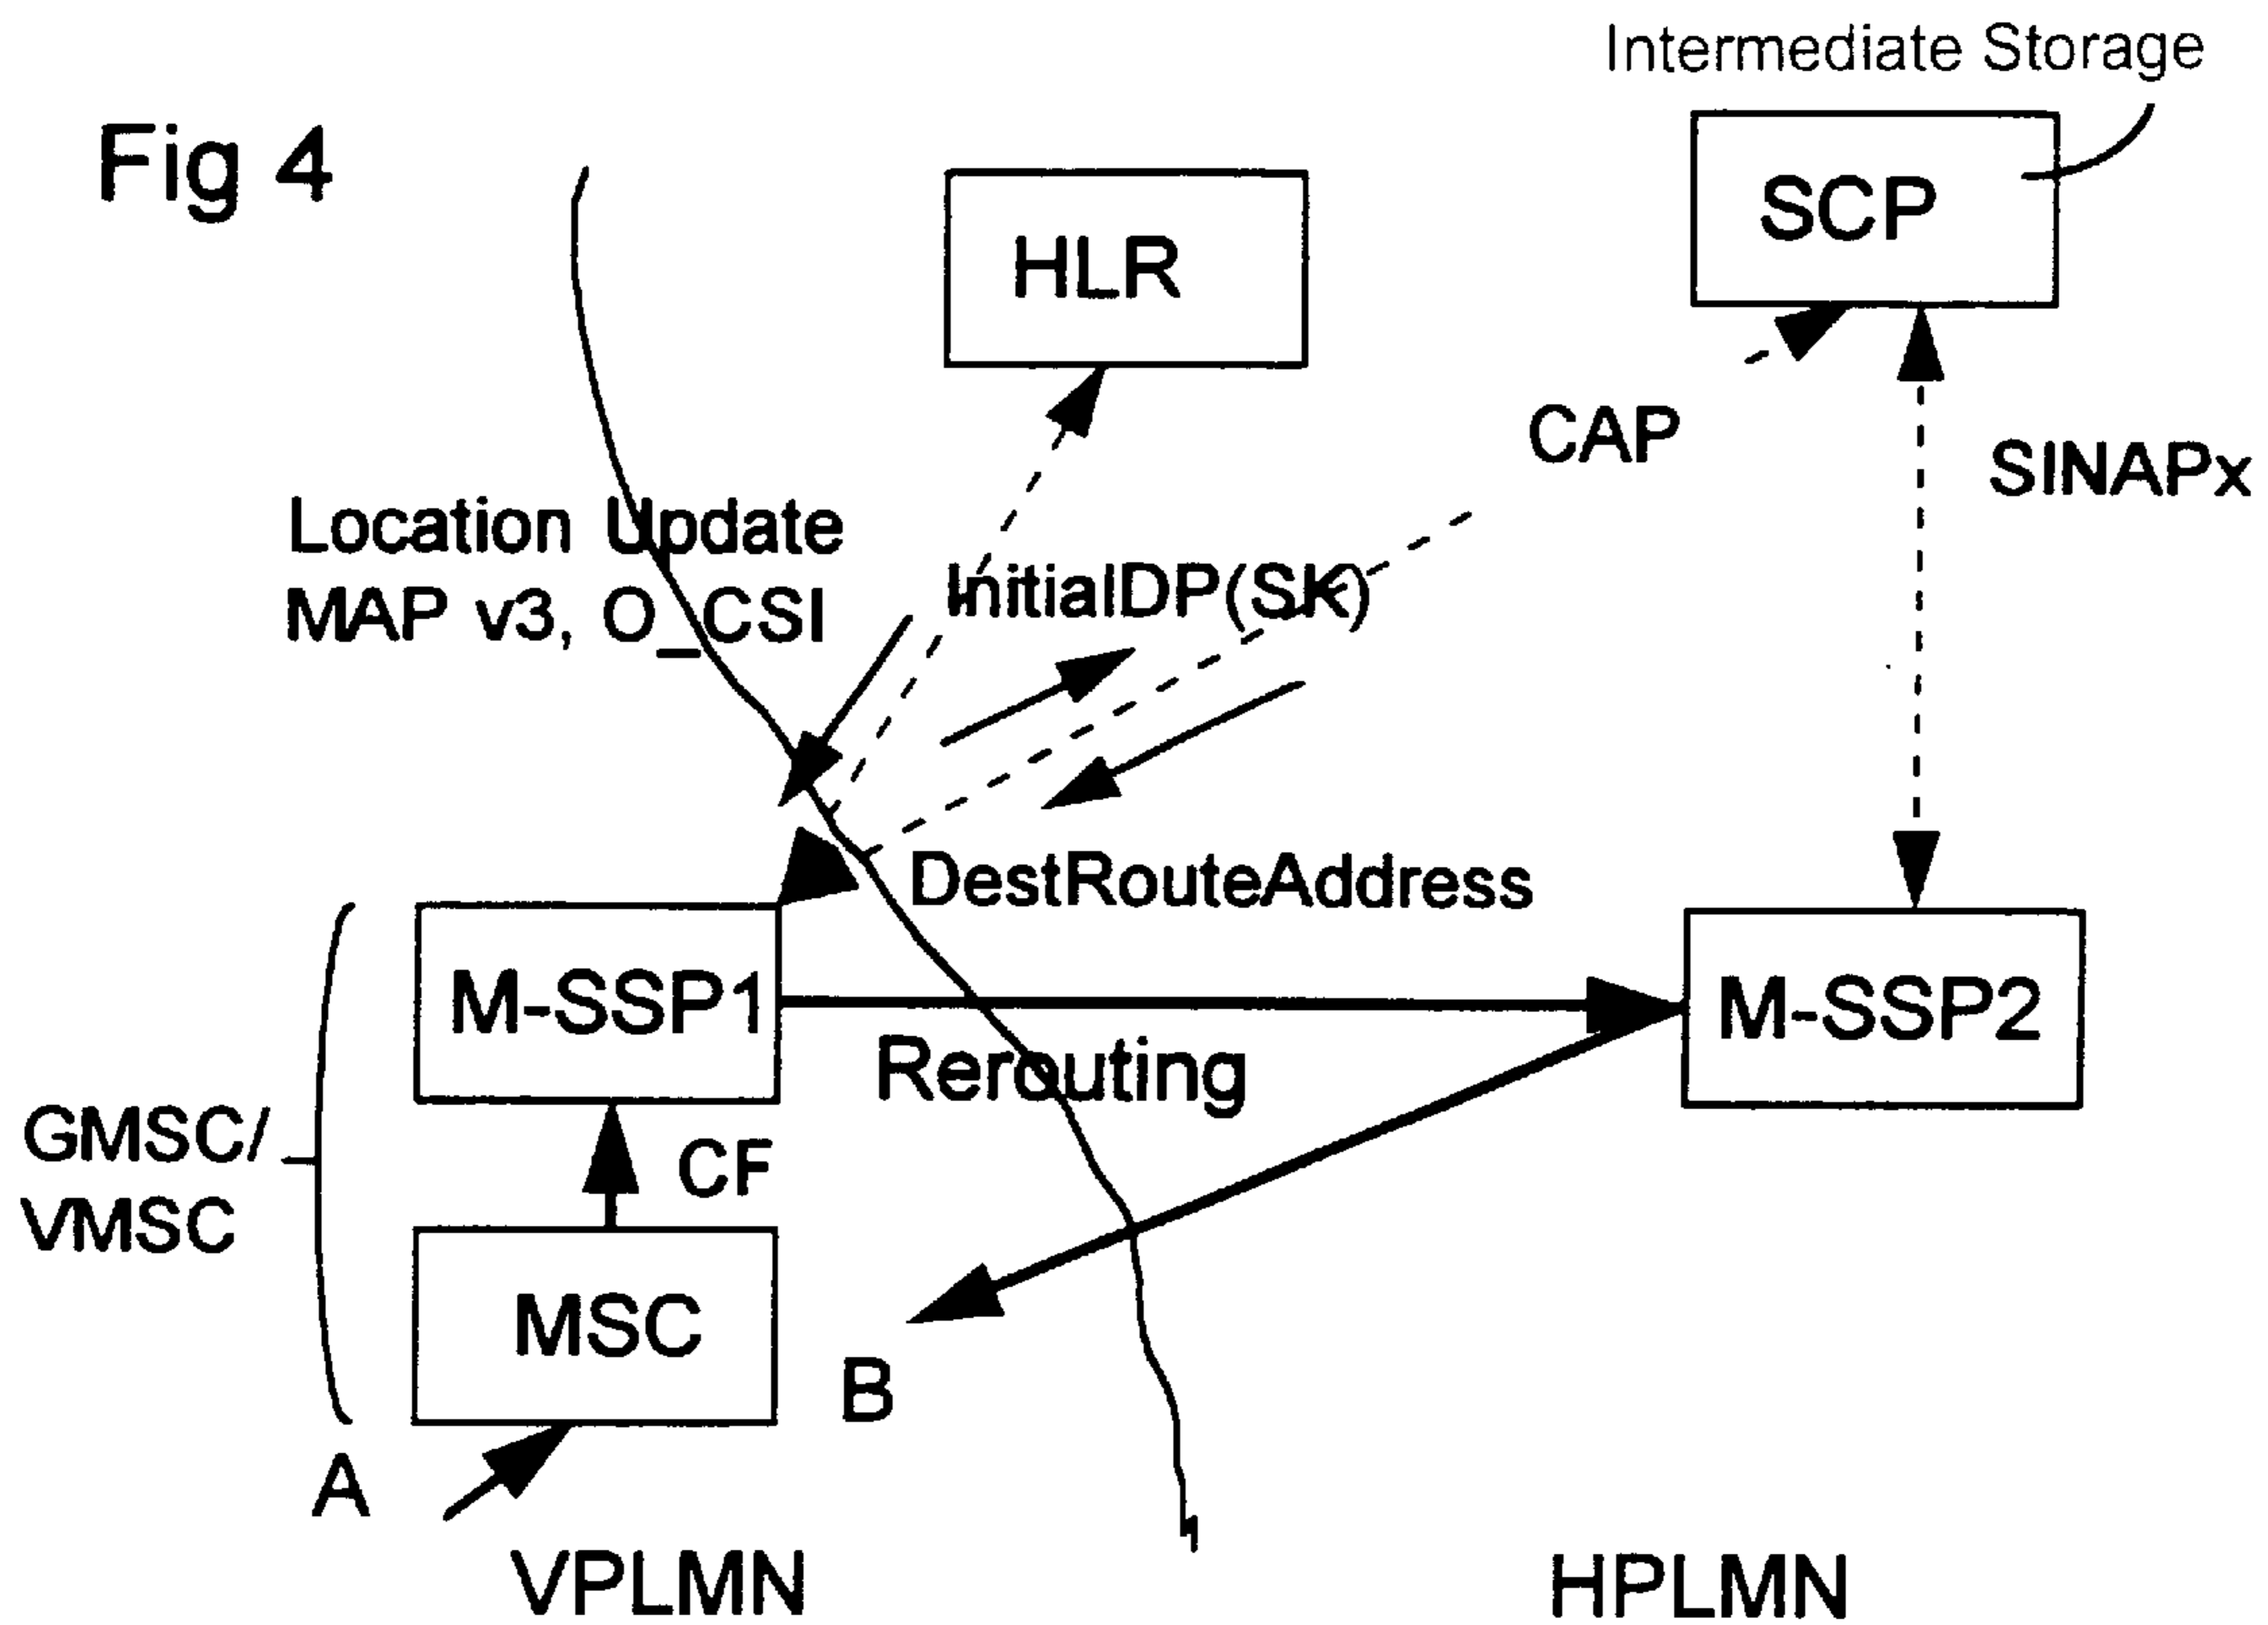 Intermediate Storage
Fig 4
HLR
SCP
CAP
SINAPx
Location Update
MAP v3, O_CSI
InitialDP(SK)
DestRouteAddress
M-SSP1
M-SSP2
Rerouting
GMSC/
VMSC
CF
MSC
B
A
VPLMN
HPLMN